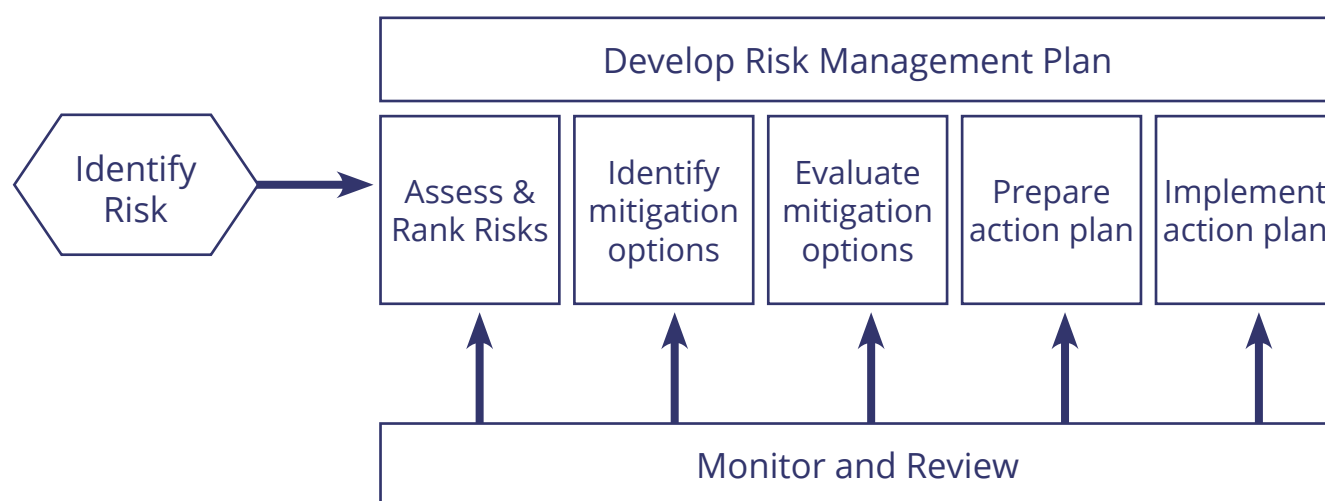 Develop Risk Management Plan
Identify
Risk
Assess &
Rank Risks
Identify
mitigation
options
Evaluate
mitigation
options
Prepare
action plan
Implement
action plan
Monitor and Review